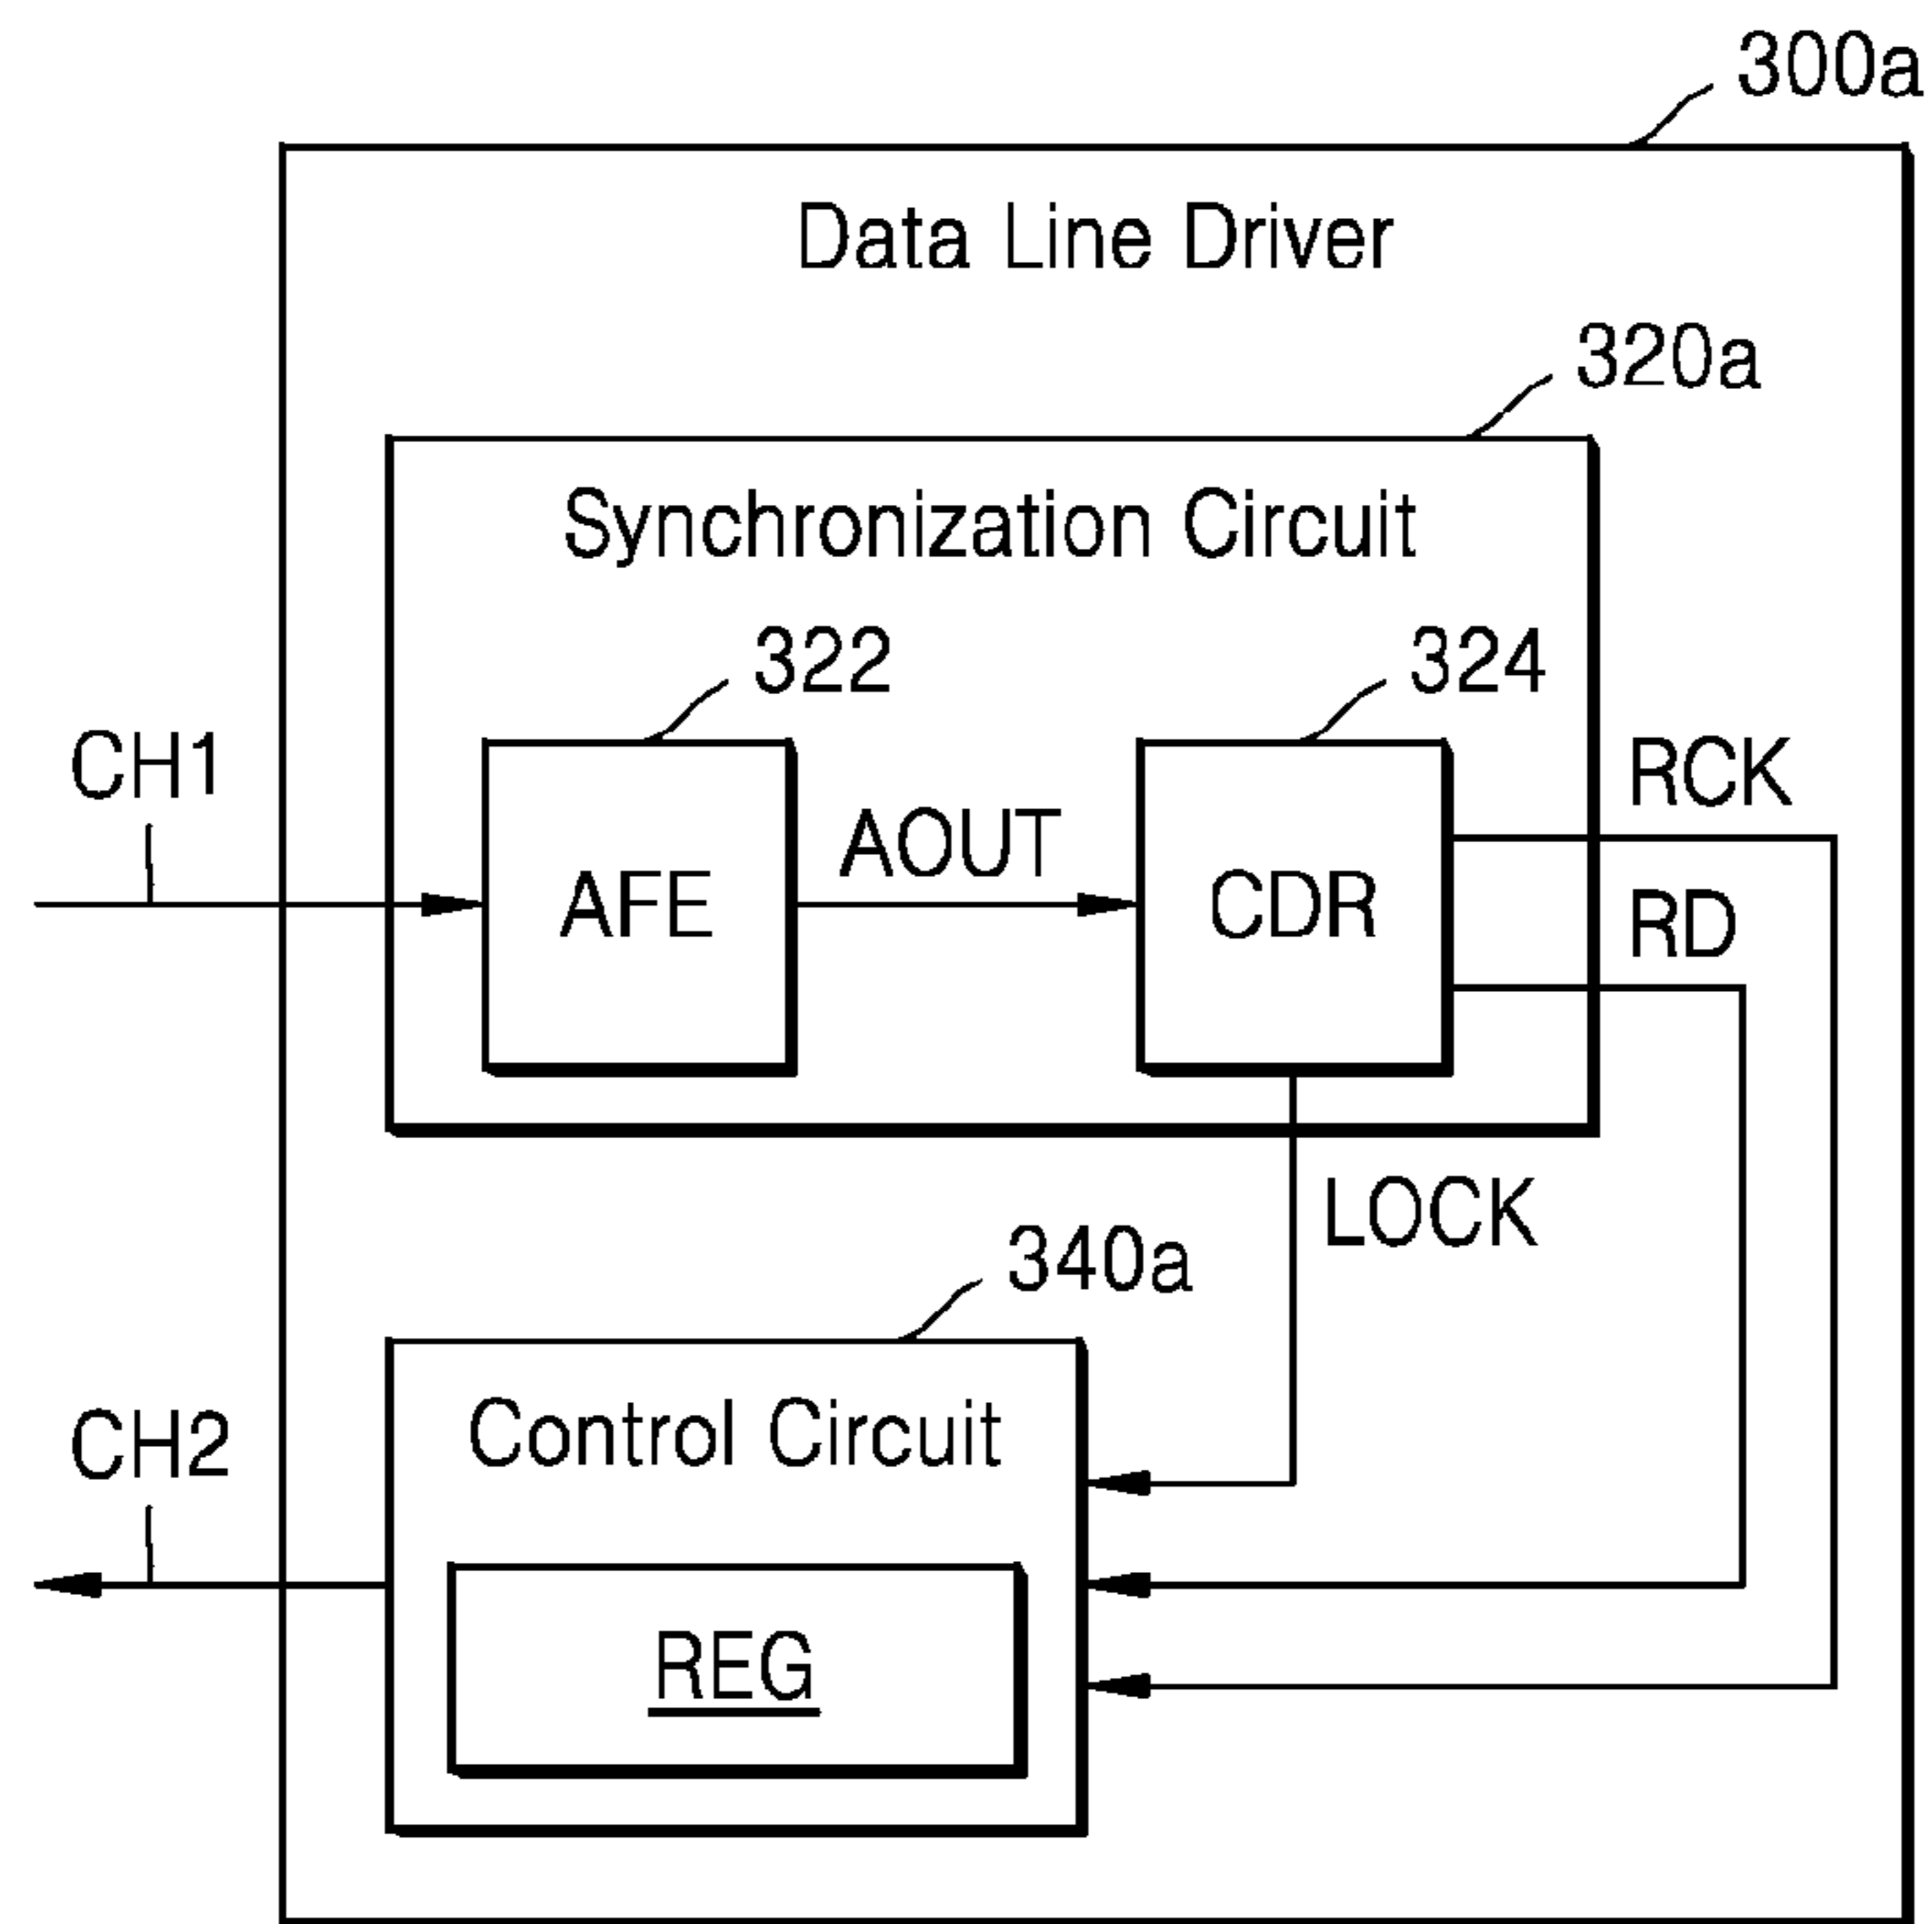 300a
Data Line Driver
320a
Synchronization Circuit
322
324
CH1
RCK
AOUT
AFE
CDR
RD
LOCK
340a
Control Circuit
CH2
REG